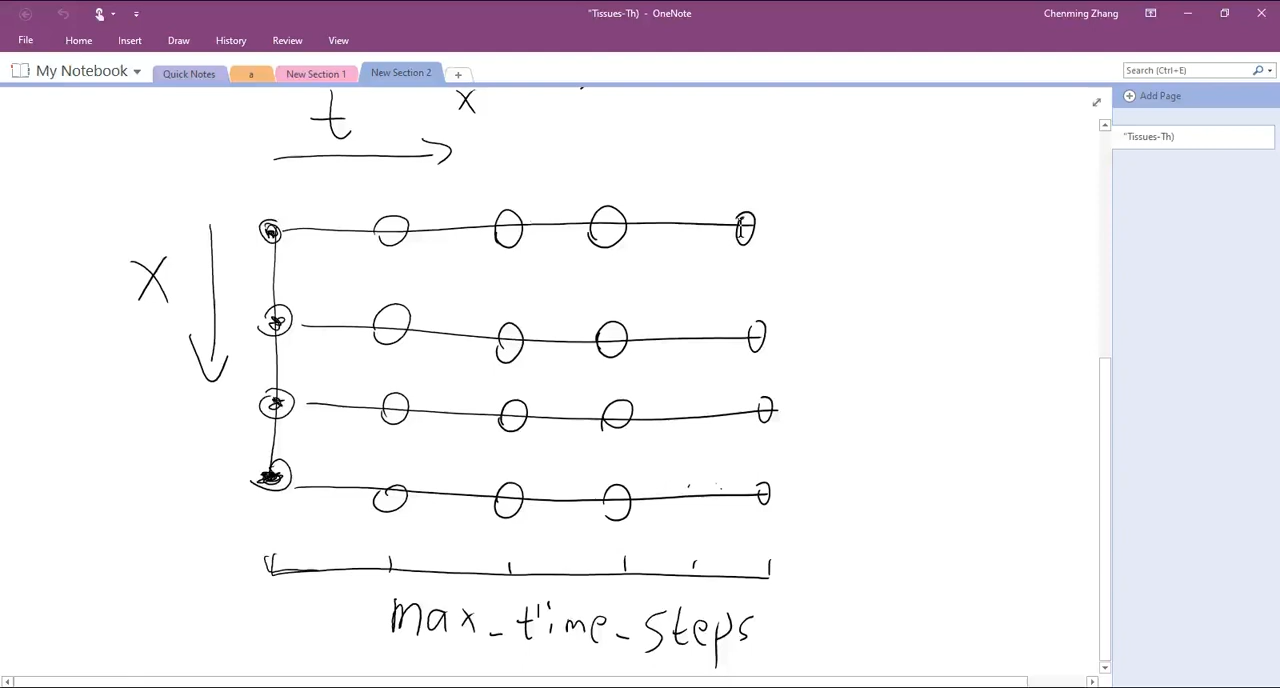 "Tissues-Th) - OneNote
Chenming Zhang
File Home Insert Draw History Review View
My Notebook Quick Notes a New Section 1 New Section 2 +
Search (Ctrl+E)
Add Page
"Tissues-Th)
t x
X
max_time_steps